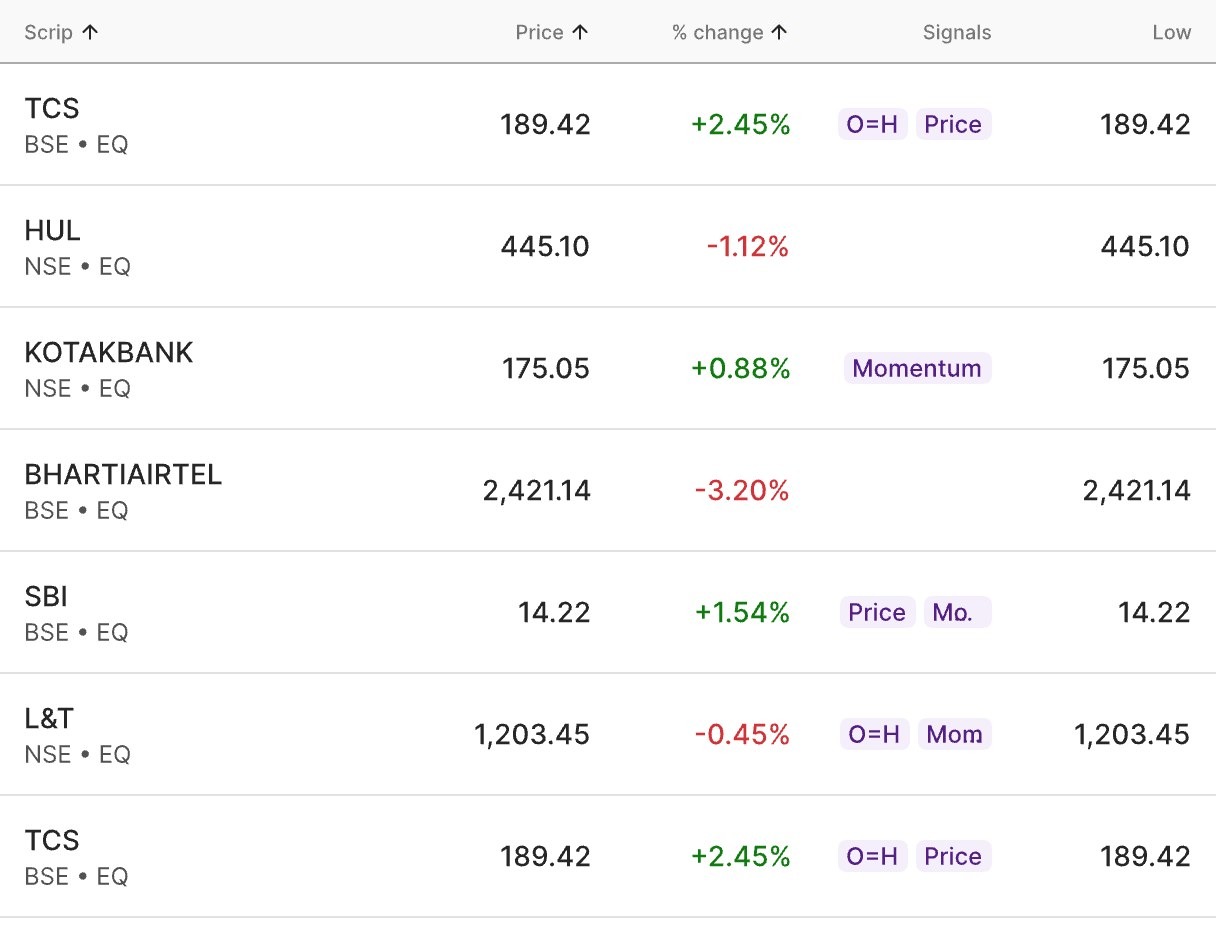 Scrip ↑ Price ↑ % change ↑ Signals Low
TCS
BSE • EQ
189.42 +2.45% O=H Price 189.42
HUL
NSE • EQ
445.10 -1.12% 445.10
KOTAKBANK
NSE • EQ
175.05 +0.88% Momentum 175.05
BHARTIAIRTEL
BSE • EQ
2,421.14 -3.20% 2,421.14
SBI
BSE • EQ
14.22 +1.54% Price Mo. 14.22
L&T
NSE • EQ
1,203.45 -0.45% O=H Mom 1,203.45
TCS
BSE • EQ
189.42 +2.45% O=H Price 189.42